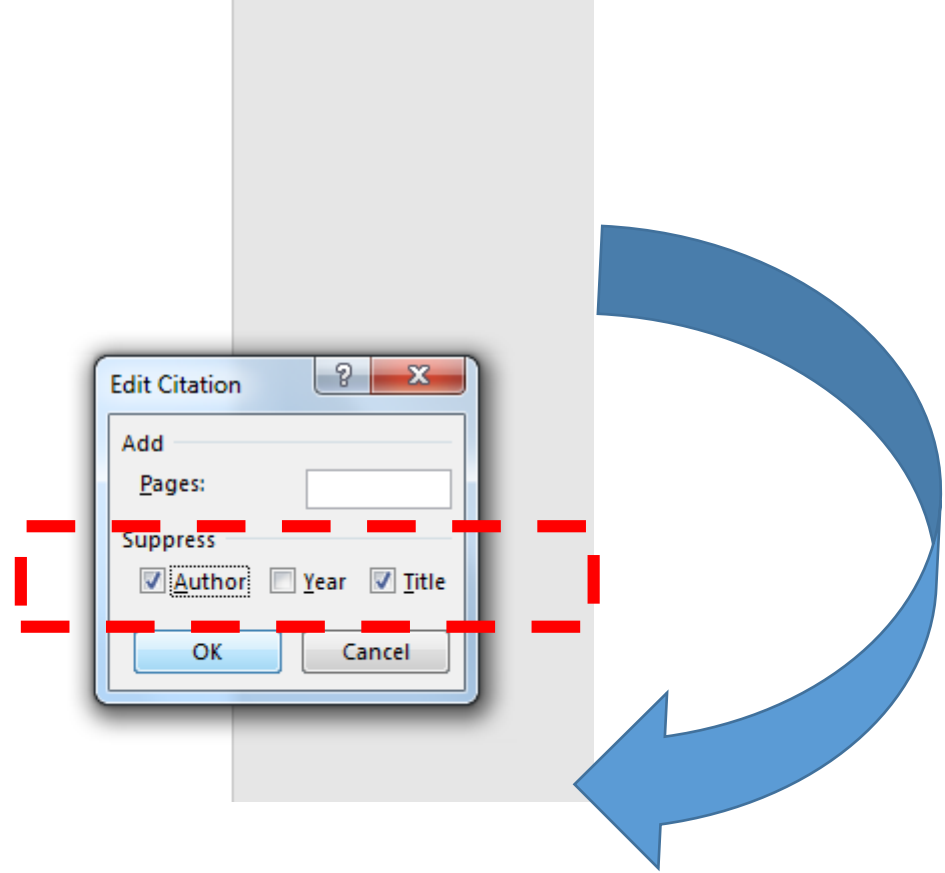 Edit Citation
Add
Pages:
Suppress
Author Year Title
OK Cancel